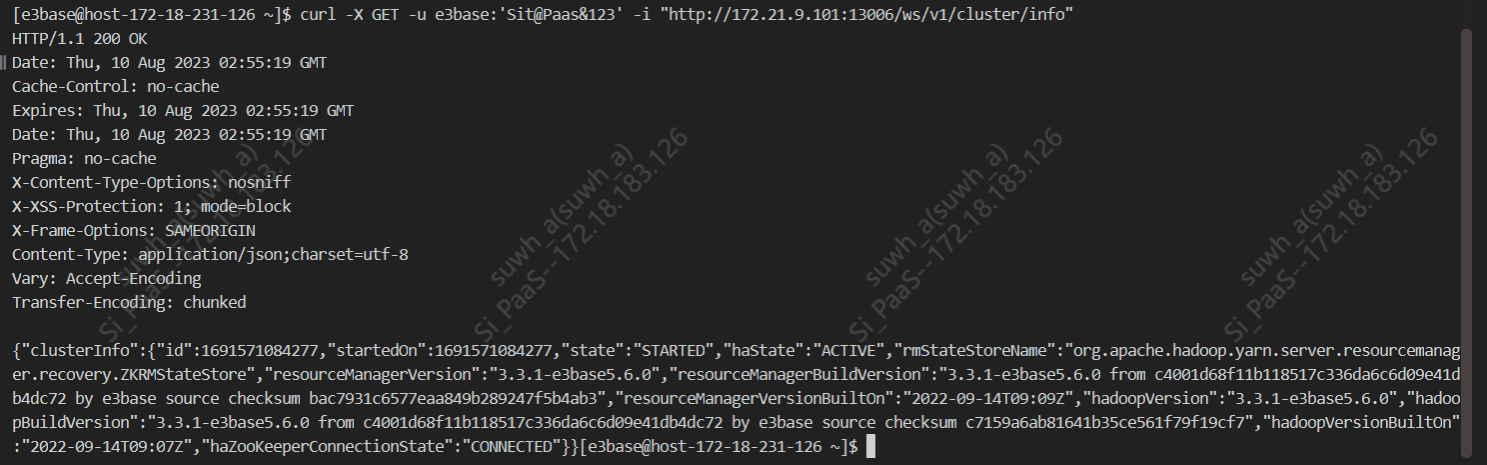 [e3base@host-172-18-231-126 ~]$ curl -X GET -u e3base:'Sit@Paas&123' -i "http://172.21.9.101:13006/ws/v1/cluster/info"
HTTP/1.1 200 OK
Date: Thu, 10 Aug 2023 02:55:19 GMT
Cache-Control: no-cache
Expires: Thu, 10 Aug 2023 02:55:19 GMT
Date: Thu, 10 Aug 2023 02:55:19 GMT
Pragma: no-cache
X-Content-Type-Options: nosniff
X-XSS-Protection: 1; mode=block
X-Frame-Options: SAMEORIGIN
Content-Type: application/json;charset=utf-8
Vary: Accept-Encoding
Transfer-Encoding: chunked
{"clusterInfo":{"id":1691571084277,"startedOn":1691571084277,"state":"STARTED","haState":"ACTIVE","rmStateStoreName":"org.apache.hadoop.yarn.server.resourcemanag
er.recovery.ZKRMStateStore","resourceManagerVersion":"3.3.1-e3base5.6.0","resourceManagerBuildVersion":"3.3.1-e3base5.6.0 from c4001d68f11b118517c336da6c6d09e41d
b4dc72 by e3base source checksum bac7931c6577eaa849b289247f5b4ab3","resourceManagerVersionBuiltOn":"2022-09-14T09:09Z","hadoopVersion":"3.3.1-e3base5.6.0","hadoo
pBuildVersion":"3.3.1-e3base5.6.0 from c4001d68f11b118517c336da6c6d09e41db4dc72 by e3base source checksum c7159a6ab81641b35ce561f79f19cf7","hadoopVersionBuiltOn"
:"2022-09-14T09:07Z","haZooKeeperConnectionState":"CONNECTED"}}[e3base@host-172-18-231-126 ~]$
suwh_a(suwh_a)
Si_PaaS--172.18.183.126
suwh_a(suwh_a)
Si_PaaS--172.18.183.126
suwh_a(suwh_a)
Si_PaaS--172.18.183.126
suwh_a(suwh_a)
Si_PaaS--172.18.183.126